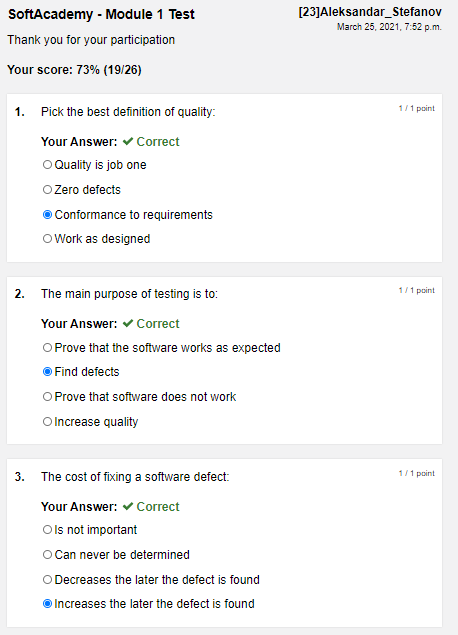 SoftAcademy - Module 1 Test
[23]Aleksandar_Stefanov
March 25, 2021, 7:52 p.m.
Thank you for your participation
Your score: 73% (19/26)
1. Pick the best definition of quality:
1 / 1 point
Your Answer: ✔ Correct
Quality is job one
Zero defects
Conformance to requirements
Work as designed
2. The main purpose of testing is to:
1 / 1 point
Your Answer: ✔ Correct
Prove that the software works as expected
Find defects
Prove that software does not work
Increase quality
3. The cost of fixing a software defect:
1 / 1 point
Your Answer: ✔ Correct
Is not important
Can never be determined
Decreases the later the defect is found
Increases the later the defect is found